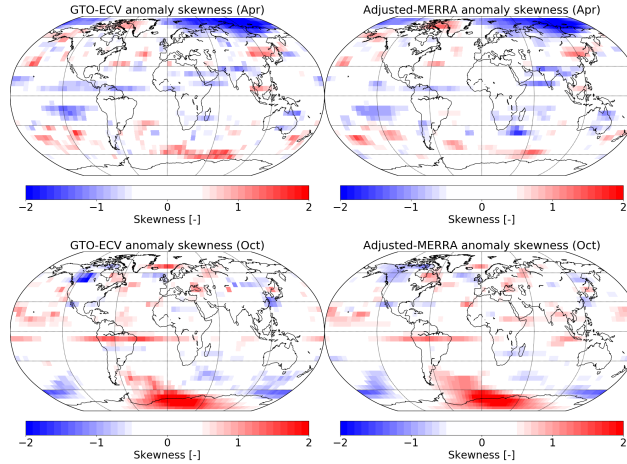 GTO-ECV anomaly skewness (Apr)
Adjusted-MERRA anomaly skewness (Apr)
−2 −1 0 1 2
Skewness [-]
−2 −1 0 1 2
Skewness [-]
GTO-ECV anomaly skewness (Oct)
Adjusted-MERRA anomaly skewness (Oct)
−2 −1 0 1 2
Skewness [-]
−2 −1 0 1 2
Skewness [-]